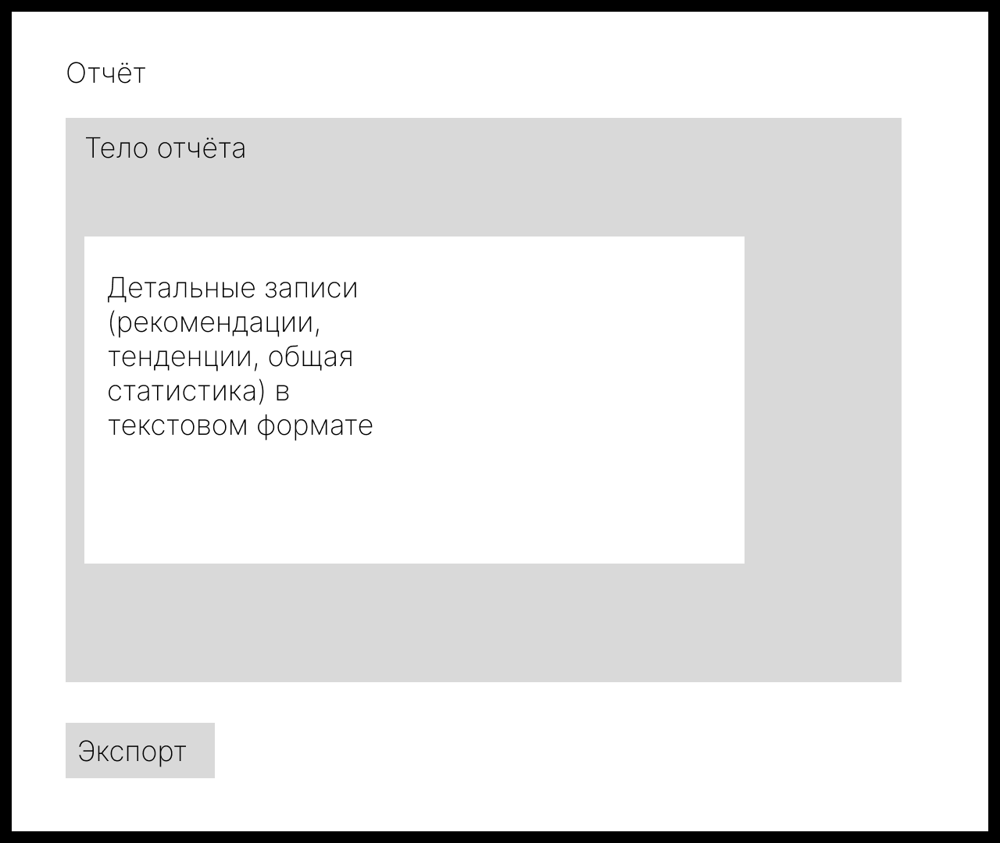 Отчёт
Тело отчёта
Детальные записи
(рекомендации,
тенденции, общая
статистика) в
текстовом формате
Экспорт